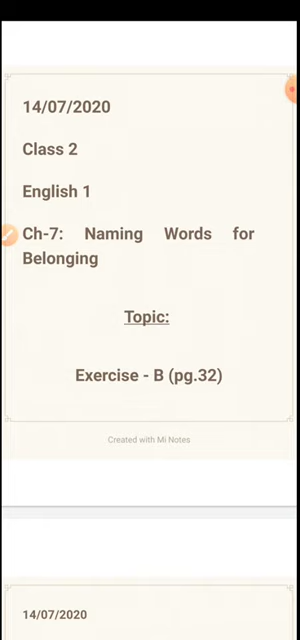 14/07/2020
Class 2
English 1
Ch-7: Naming Words for
Belonging
Topic:
Exercise - B (pg.32)
Created with Mi Notes
14/07/2020